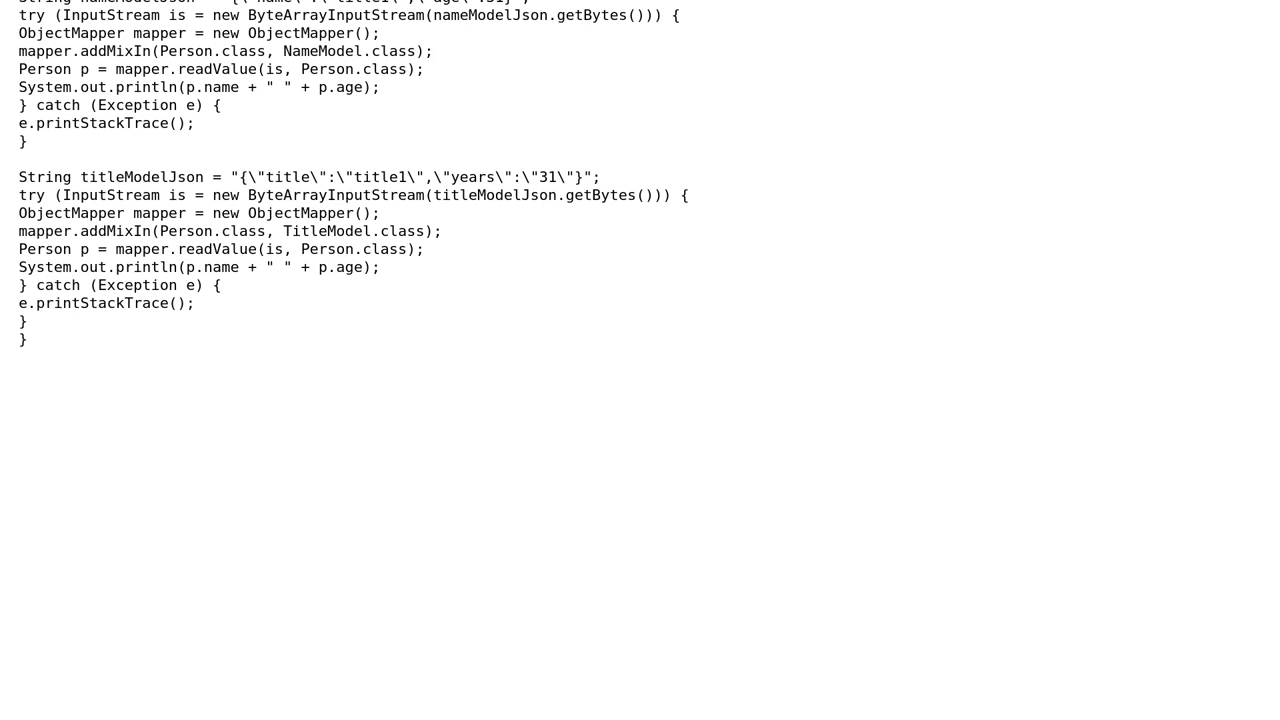 try (InputStream is = new ByteArrayInputStream(nameModelJson.getBytes())) {
ObjectMapper mapper = new ObjectMapper();
mapper.addMixIn(Person.class, NameModel.class);
Person p = mapper.readValue(is, Person.class);
System.out.println(p.name + " " + p.age);
} catch (Exception e) {
e.printStackTrace();
}

String titleModelJson = "{\"title\":\"title1\",\"years\":\"31\"}";
try (InputStream is = new ByteArrayInputStream(titleModelJson.getBytes())) {
ObjectMapper mapper = new ObjectMapper();
mapper.addMixIn(Person.class, TitleModel.class);
Person p = mapper.readValue(is, Person.class);
System.out.println(p.name + " " + p.age);
} catch (Exception e) {
e.printStackTrace();
}
}